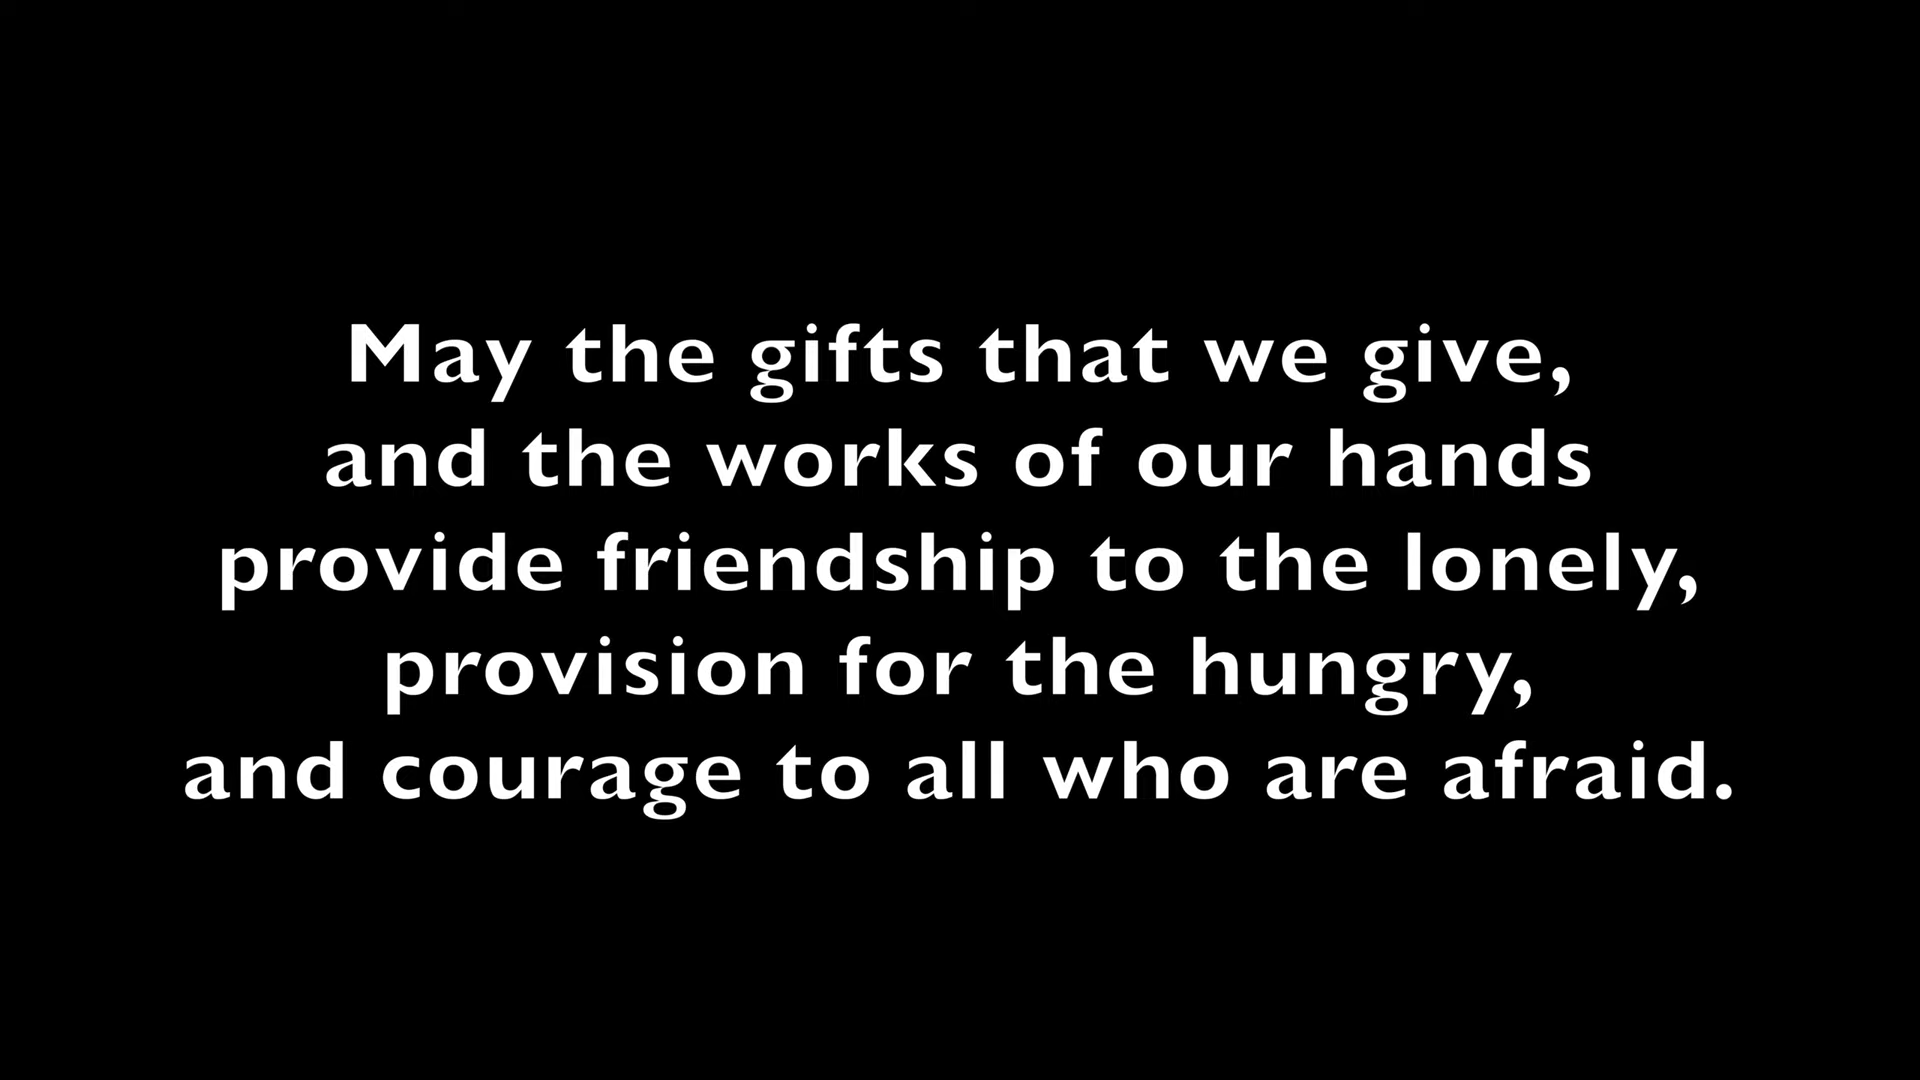 May the gifts that we give,
and the works of our hands
provide friendship to the lonely,
provision for the hungry,
and courage to all who are afraid.